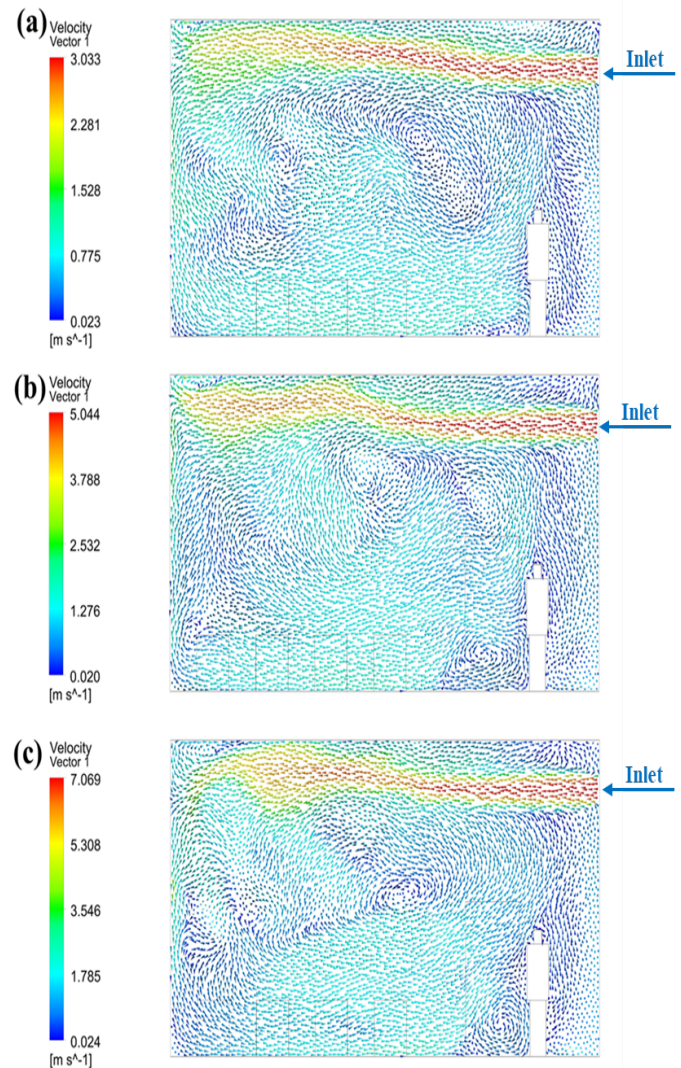 (a)
Velocity
Vector 1
3.033
2.281
1.528
0.775
0.023
[m s^-1]
Inlet
(b)
Velocity
Vector 1
5.044
3.788
2.532
1.276
0.020
[m s^-1]
Inlet
(c)
Velocity
Vector 1
7.069
5.308
3.546
1.785
0.024
[m s^-1]
Inlet